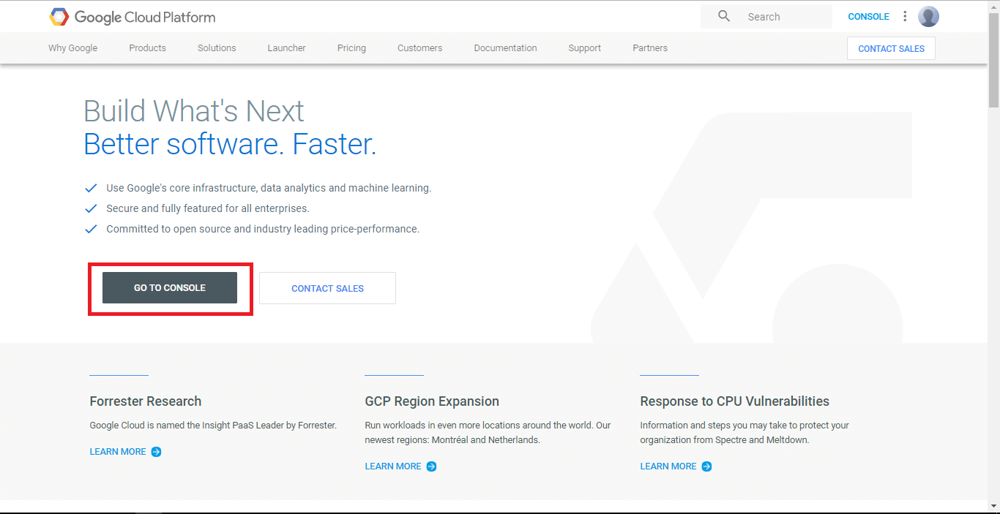 Google Cloud Platform
Search
CONSOLE
Why Google Products Solutions Launcher Pricing Customers Documentation Support Partners
CONTACT SALES
Build What's Next
Better software. Faster.
Use Google's core infrastructure, data analytics and machine learning.
Secure and fully featured for all enterprises.
Committed to open source and industry leading price-performance.
GO TO CONSOLE
CONTACT SALES
Forrester Research
Google Cloud is named the Insight PaaS Leader by Forrester.
LEARN MORE
GCP Region Expansion
Run workloads in even more locations around the world. Our
newest regions: Montréal and Netherlands.
LEARN MORE
Response to CPU Vulnerabilities
Information and steps you may take to protect your
organization from Spectre and Meltdown.
LEARN MORE